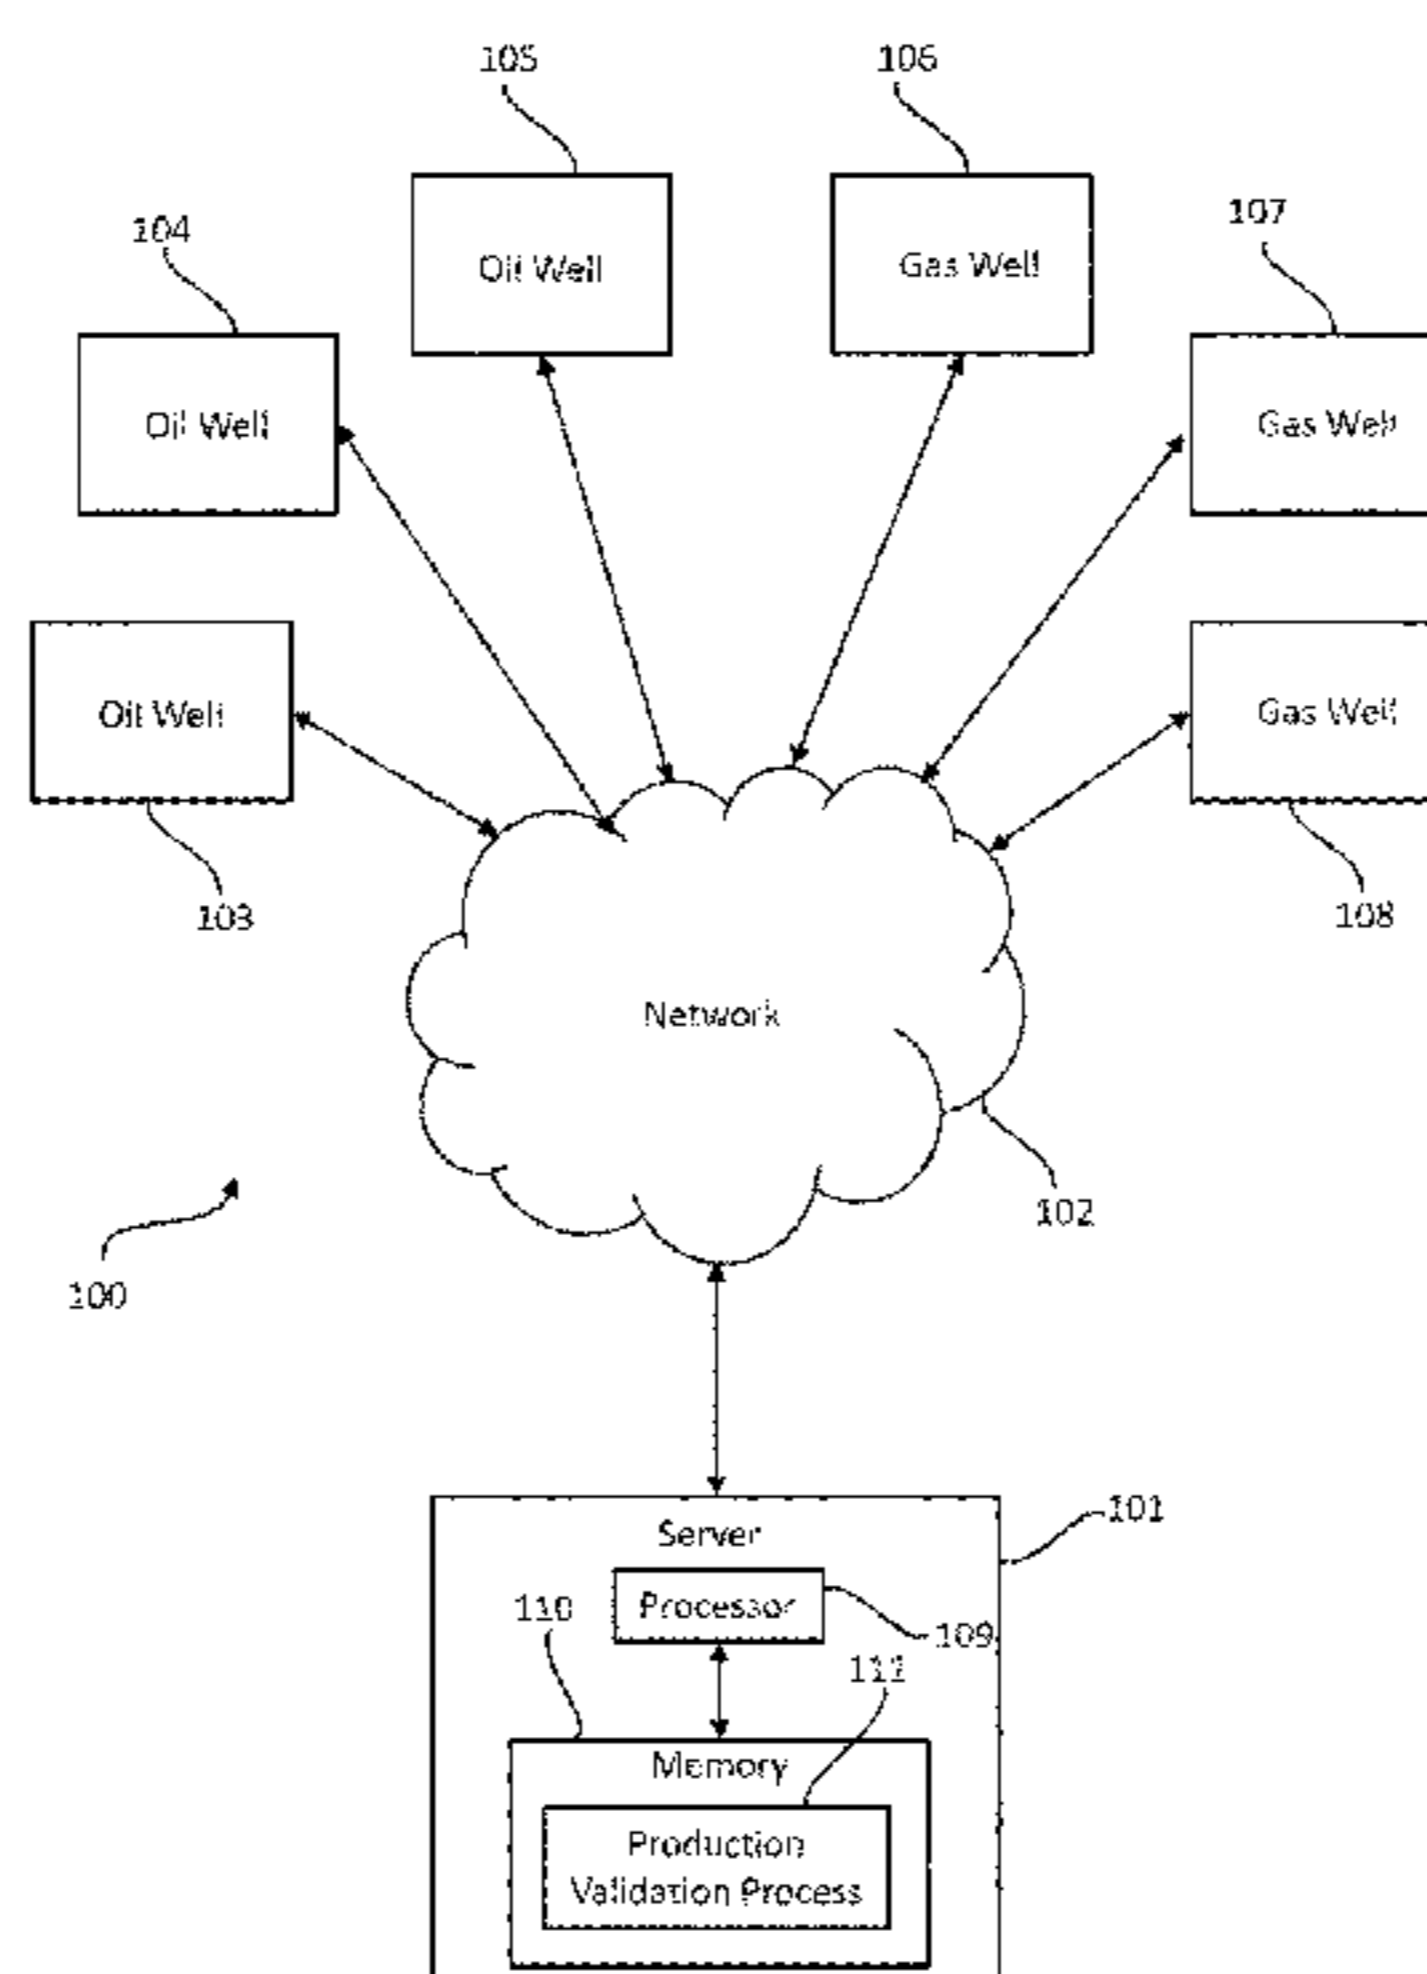 105
106
104
107
Oil Well
Gas Well
Oil Well
Gas Well
Oil Well
Gas Well
103
108
Network
102
100
101
Server
110
Processor
109
111
Memory
Production
Validation Process